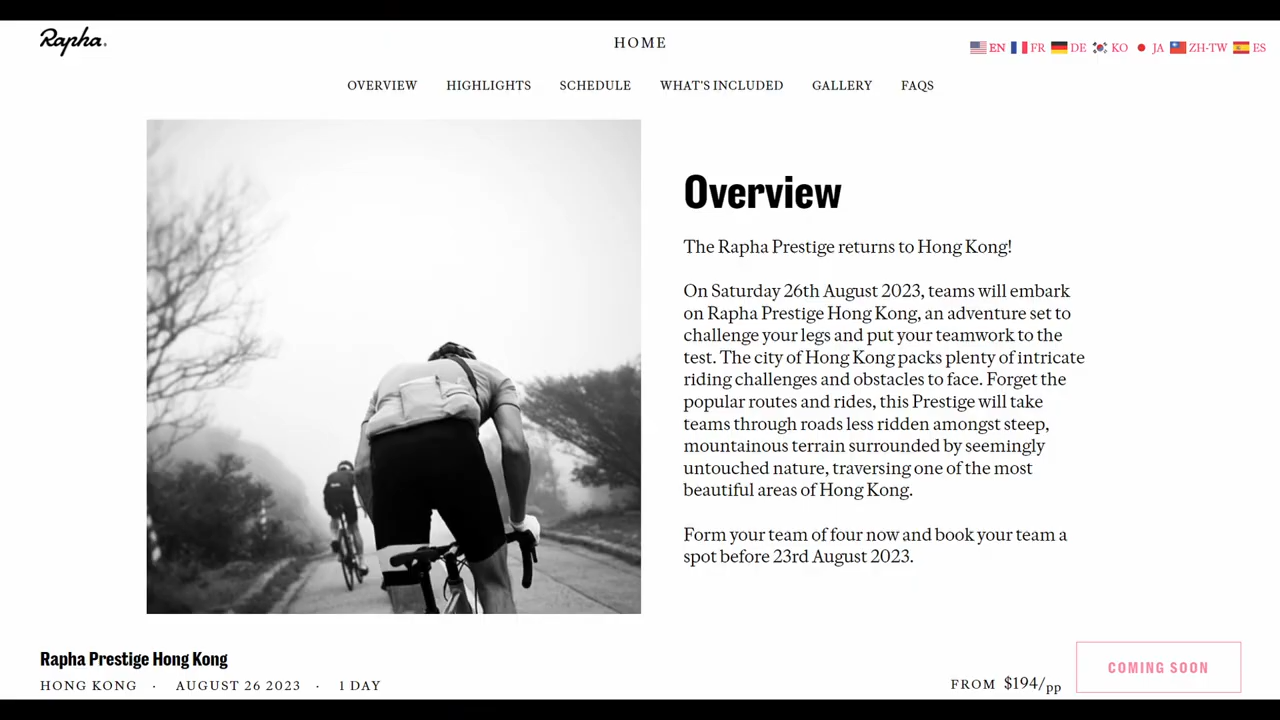 Rapha.
HOME
EN FR DE KO JA ZH-TW ES
OVERVIEW HIGHLIGHTS SCHEDULE WHAT'S INCLUDED GALLERY FAQS
Overview
The Rapha Prestige returns to Hong Kong!
On Saturday 26th August 2023, teams will embark
on Rapha Prestige Hong Kong, an adventure set to
challenge your legs and put your teamwork to the
test. The city of Hong Kong packs plenty of intricate
riding challenges and obstacles to face. Forget the
popular routes and rides, this Prestige will take
teams through roads less ridden amongst steep,
mountainous terrain surrounded by seemingly
untouched nature, traversing one of the most
beautiful areas of Hong Kong.
Form your team of four now and book your team a
spot before 23rd August 2023.
Rapha Prestige Hong Kong
HONG KONG · AUGUST 26 2023 · 1 DAY
FROM $194/pp
COMING SOON